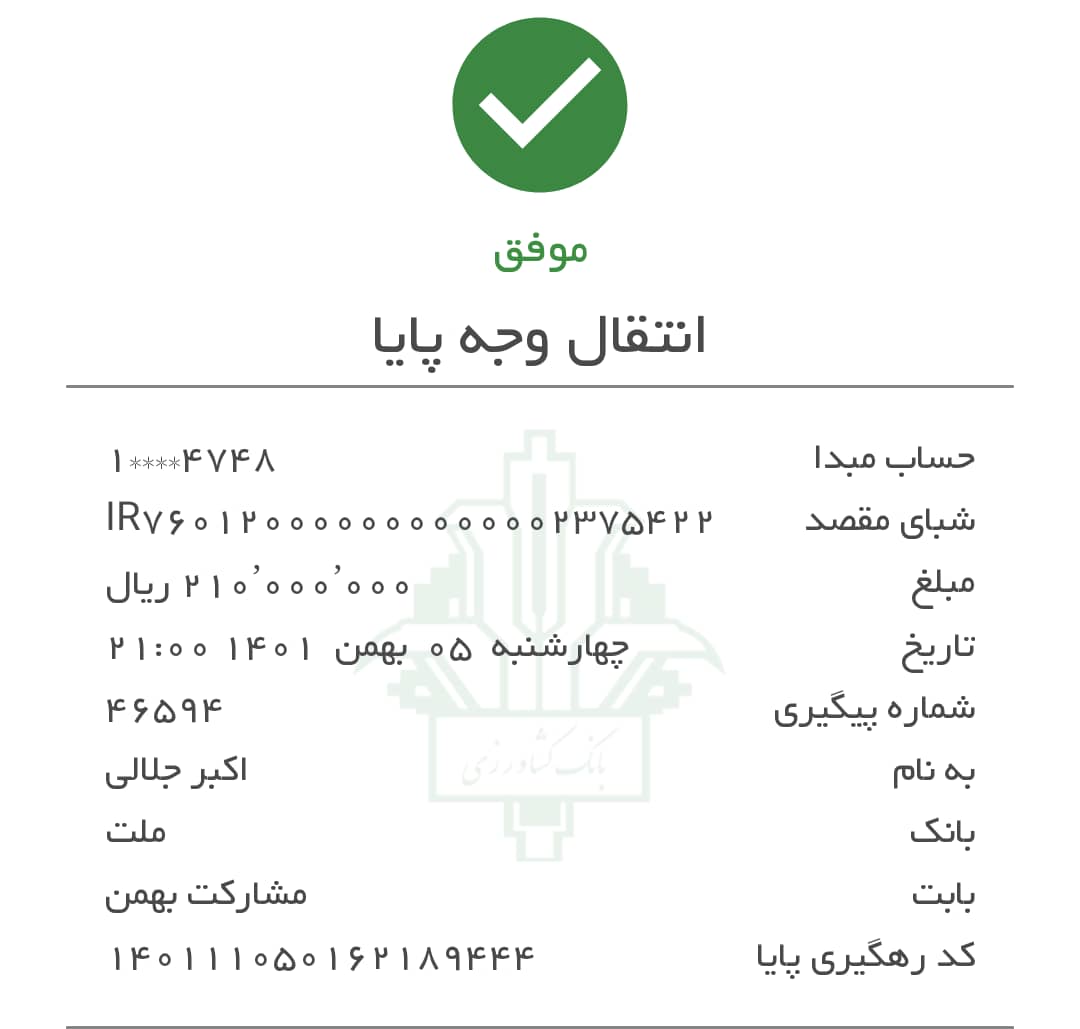 موفق
انتقال وجه پایا
حساب مبدا ۱****۴۷۴۸
شبای مقصد IR۷۶۰۱۲۰۰۰۰۰۰۰۰۰۰۰۰۲۳۷۵۴۲۲
مبلغ ۲۱۰٬۰۰۰٬۰۰۰ ریال
تاریخ چهارشنبه ۰۵ بهمن ۱۴۰۱ ۲۱:۰۰
شماره پیگیری ۴۶۵۹۴
به نام اکبر جلالی
بانک کشاورزی
بانک ملت
بابت مشارکت بهمن
کد رهگیری پایا ۱۴۰۱۱۱۰۵۰۱۶۲۱۸۹۴۴۴